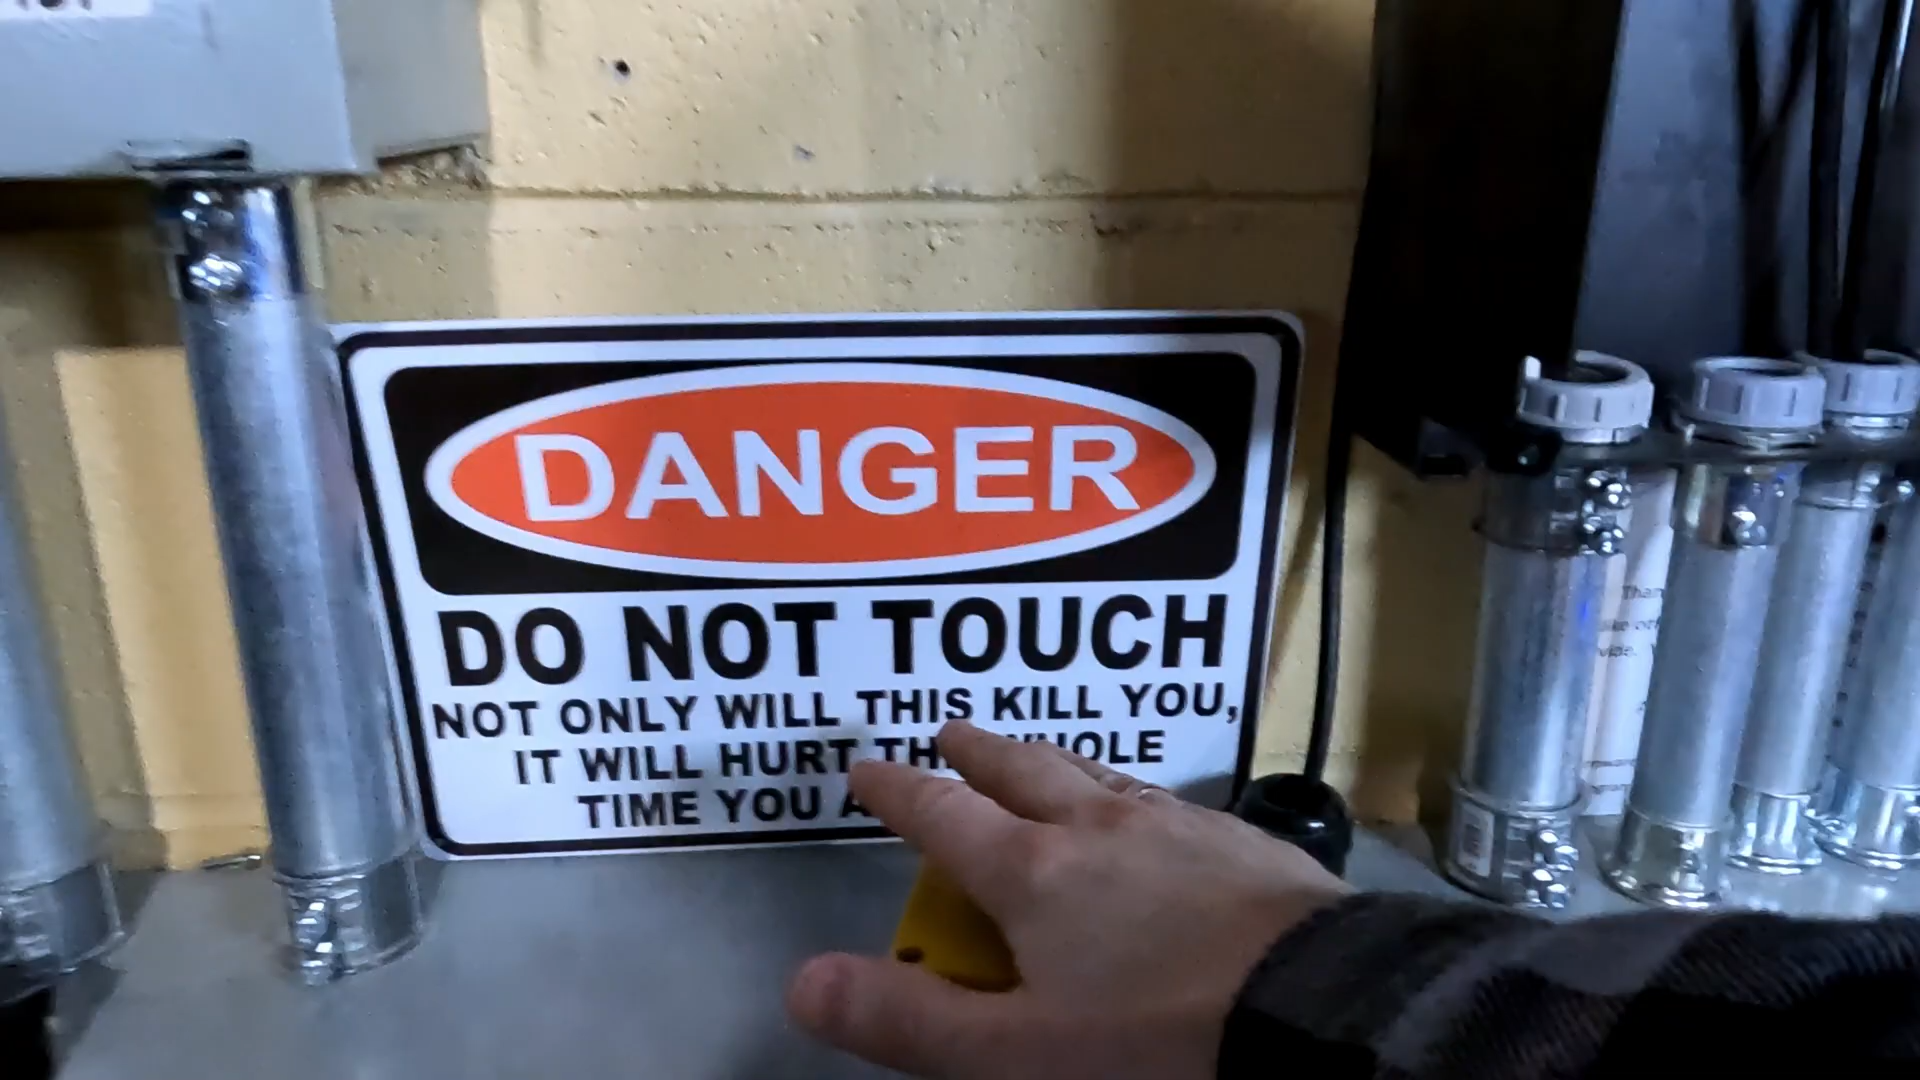 DANGER
DO NOT TOUCH
NOT ONLY WILL THIS KILL YOU,
IT WILL HURT
TIME YOU